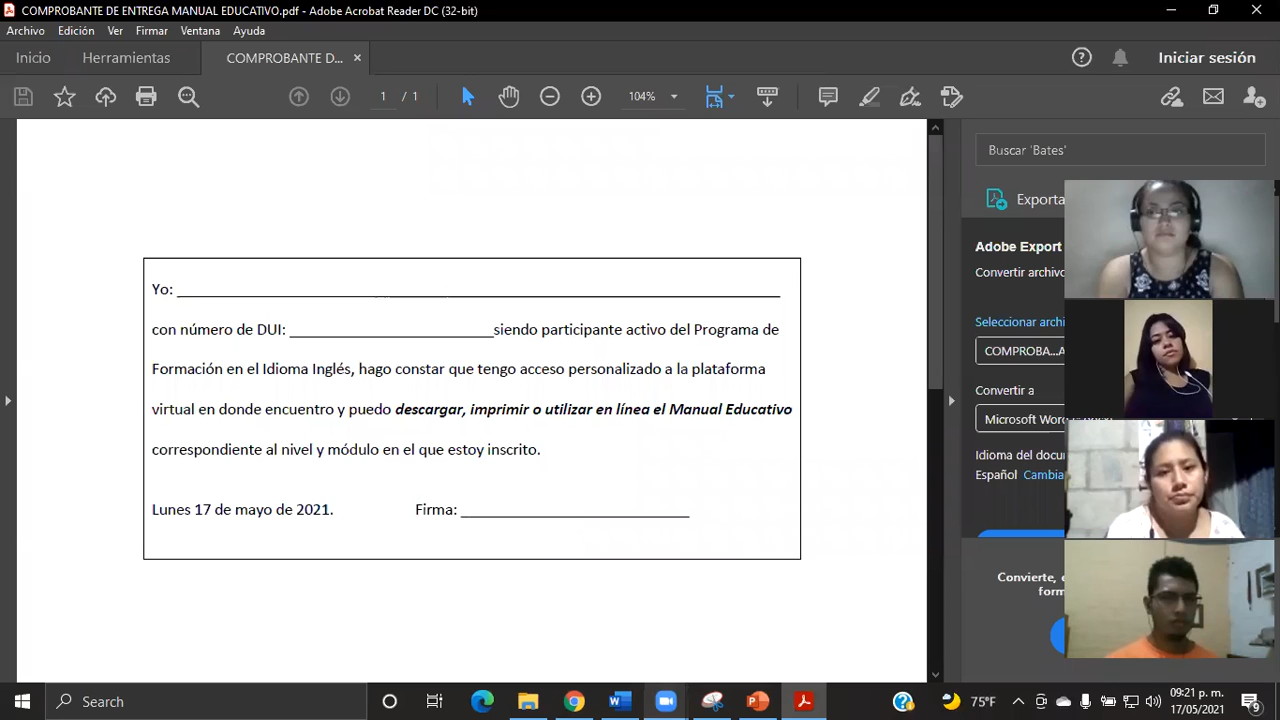 COMPROBANTE DE ENTREGA MANUAL EDUCATIVO.pdf - Adobe Acrobat Reader DC (32-bit)
Archivo Edición Ver Firmar Ventana Ayuda
Inicio Herramientas COMPROBANTE D... × Iniciar sesión
1 / 1 104%
Buscar 'Bates'
Exporta
Adobe Export
Convertir archivo
Seleccionar archi
COMPROBA...A
Convertir a
Microsoft Wor
Idioma del docu
Español Cambia
Convierte, e
form
Yo: ____________________
con número de DUI: ____________________siendo participante activo del Programa de
Formación en el Idioma Inglés, hago constar que tengo acceso personalizado a la plataforma
virtual en donde encuentro y puedo descargar, imprimir o utilizar en línea el Manual Educativo
correspondiente al nivel y módulo en el que estoy inscrito.
Lunes 17 de mayo de 2021. Firma: ____________________
Search
75°F
09:21 p. m.
17/05/2021
9